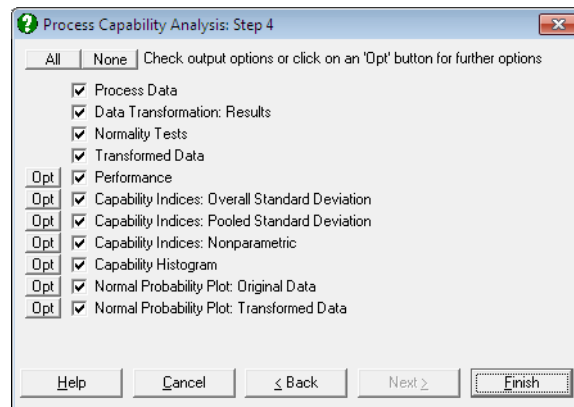 Process Capability Analysis: Step 4
All None Check output options or click on an 'Opt' button for further options
Process Data
Data Transformation: Results
Normality Tests
Transformed Data
Opt Performance
Opt Capability Indices: Overall Standard Deviation
Opt Capability Indices: Pooled Standard Deviation
Opt Capability Indices: Nonparametric
Opt Capability Histogram
Opt Normal Probability Plot: Original Data
Opt Normal Probability Plot: Transformed Data
Help Cancel < Back Next > Finish